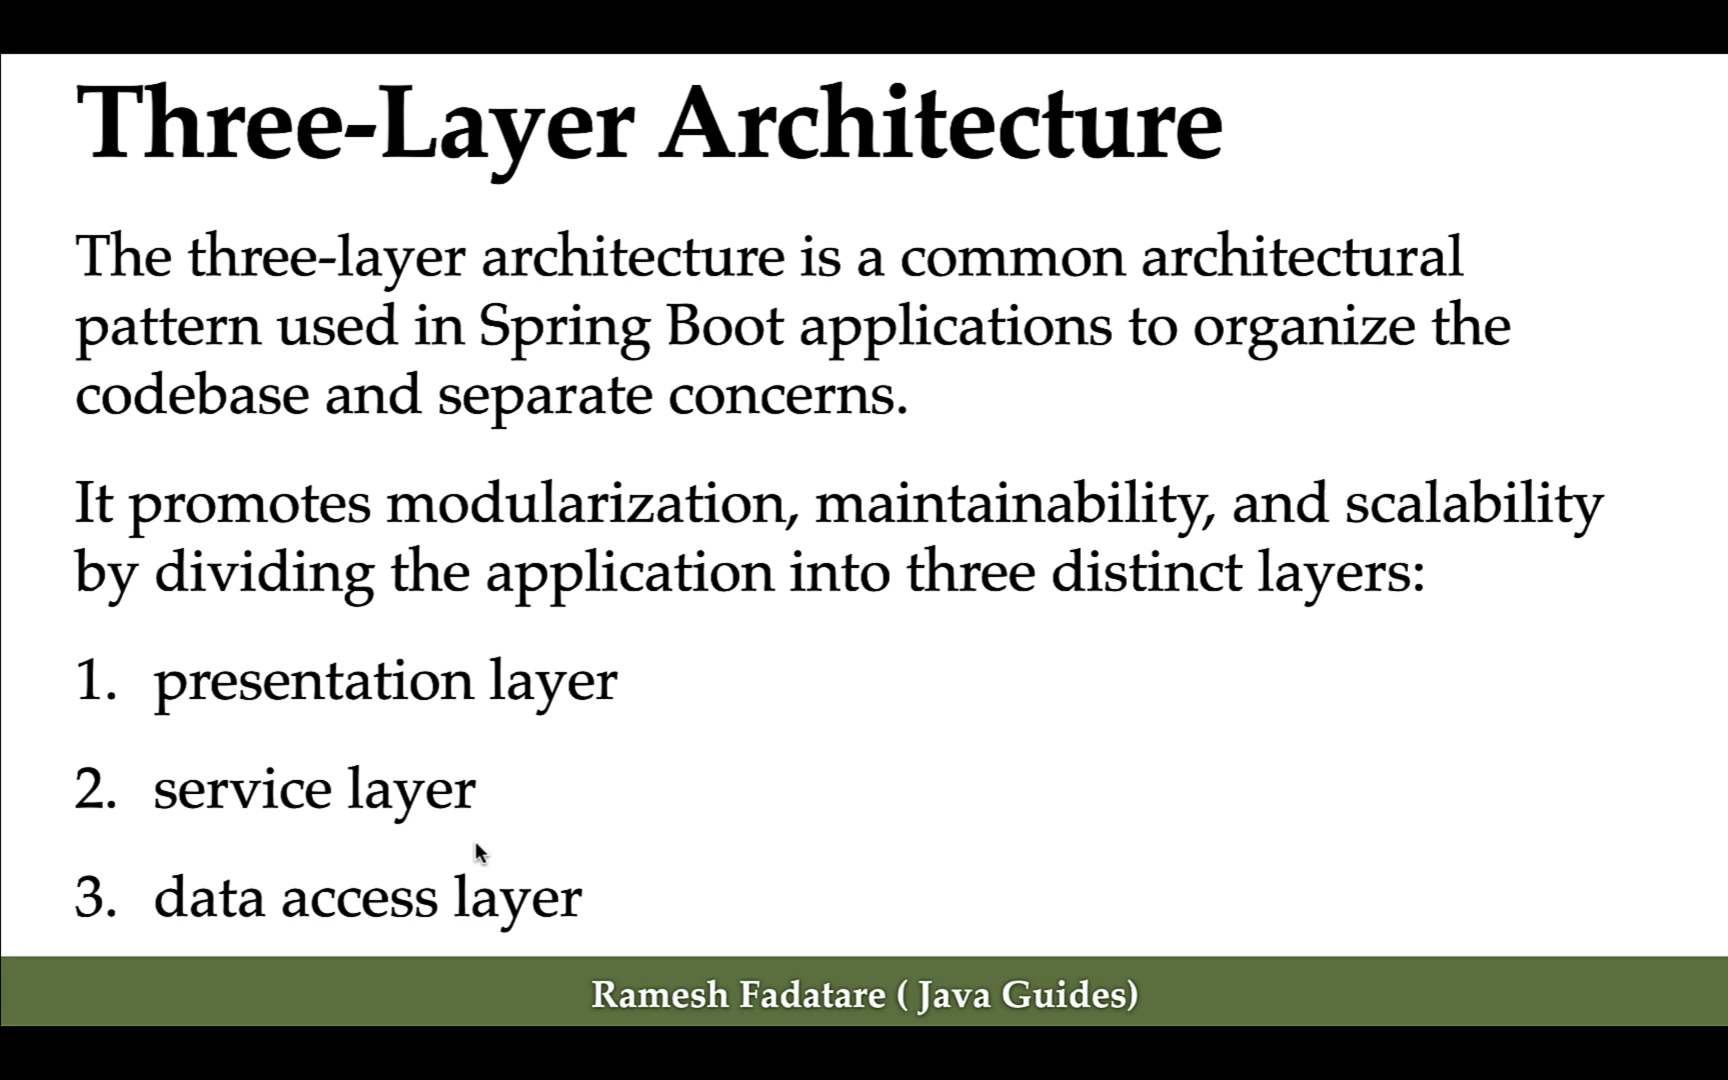 Three-Layer Architecture
The three-layer architecture is a common architectural
pattern used in Spring Boot applications to organize the
codebase and separate concerns.
It promotes modularization, maintainability, and scalability
by dividing the application into three distinct layers:
1. presentation layer
2. service layer
3. data access layer
Ramesh Fadatare ( Java Guides)